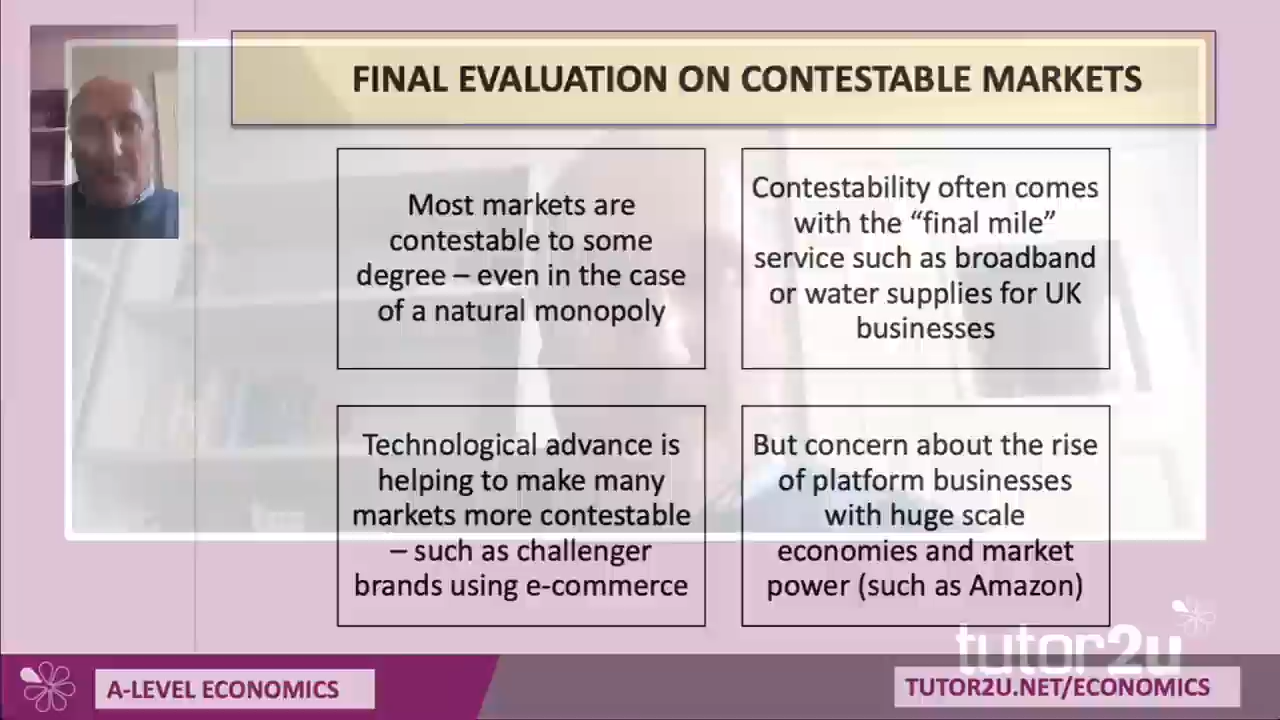 FINAL EVALUATION ON CONTESTABLE MARKETS
Most markets are
contestable to some
degree – even in the case
of a natural monopoly
Contestability often comes
with the “final mile”
service such as broadband
or water supplies for UK
businesses
Technological advance is
helping to make many
markets more contestable
– such as challenger
brands using e-commerce
But concern about the rise
of platform businesses
with huge scale
economies and market
power (such as Amazon)
tutor2u
A-LEVEL ECONOMICS
TUTOR2U.NET/ECONOMICS